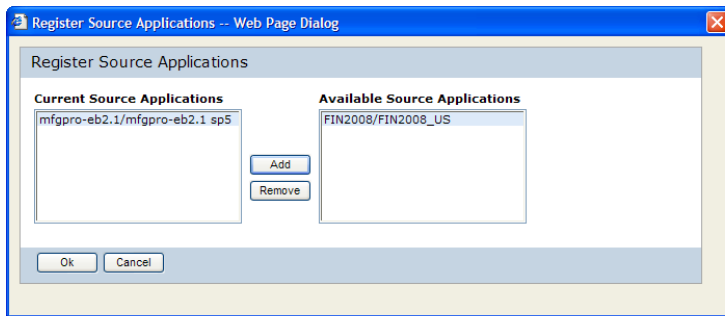 Register Source Applications -- Web Page Dialog
Register Source Applications
Current Source Applications
Available Source Applications
mfgpro-eb2.1/mfgpro-eb2.1 sp5
FIN2008/FIN2008_US
Add
Remove
Ok
Cancel